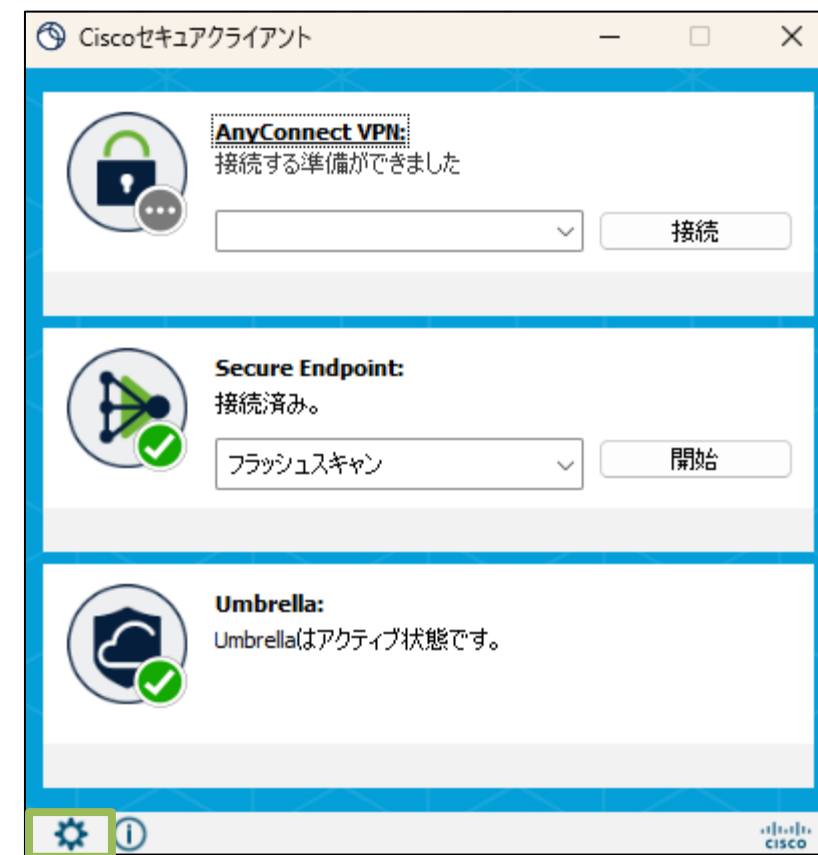 Ciscoセキュアクライアント
AnyConnect VPN:
接続する準備ができました
接続
Secure Endpoint:
接続済み。
フラッシュスキャン
開始
Umbrella:
Umbrellaはアクティブ状態です。
CISCO